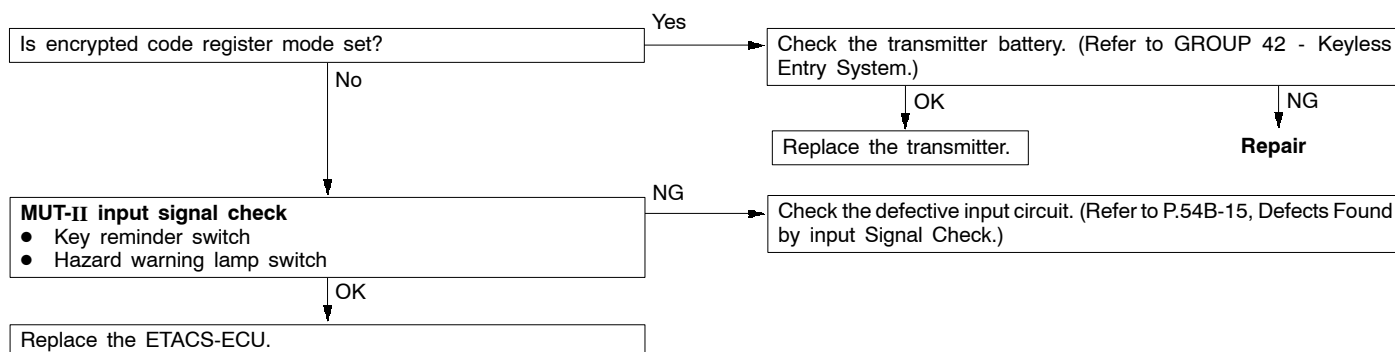 Is encrypted code register mode set?
Yes
Check the transmitter battery. (Refer to GROUP 42 - Keyless
Entry System.)
No
OK
NG
Replace the transmitter.
Repair
MUT-II input signal check
● Key reminder switch
● Hazard warning lamp switch
NG
Check the defective input circuit. (Refer to P.54B-15, Defects Found
by input Signal Check.)
OK
Replace the ETACS-ECU.